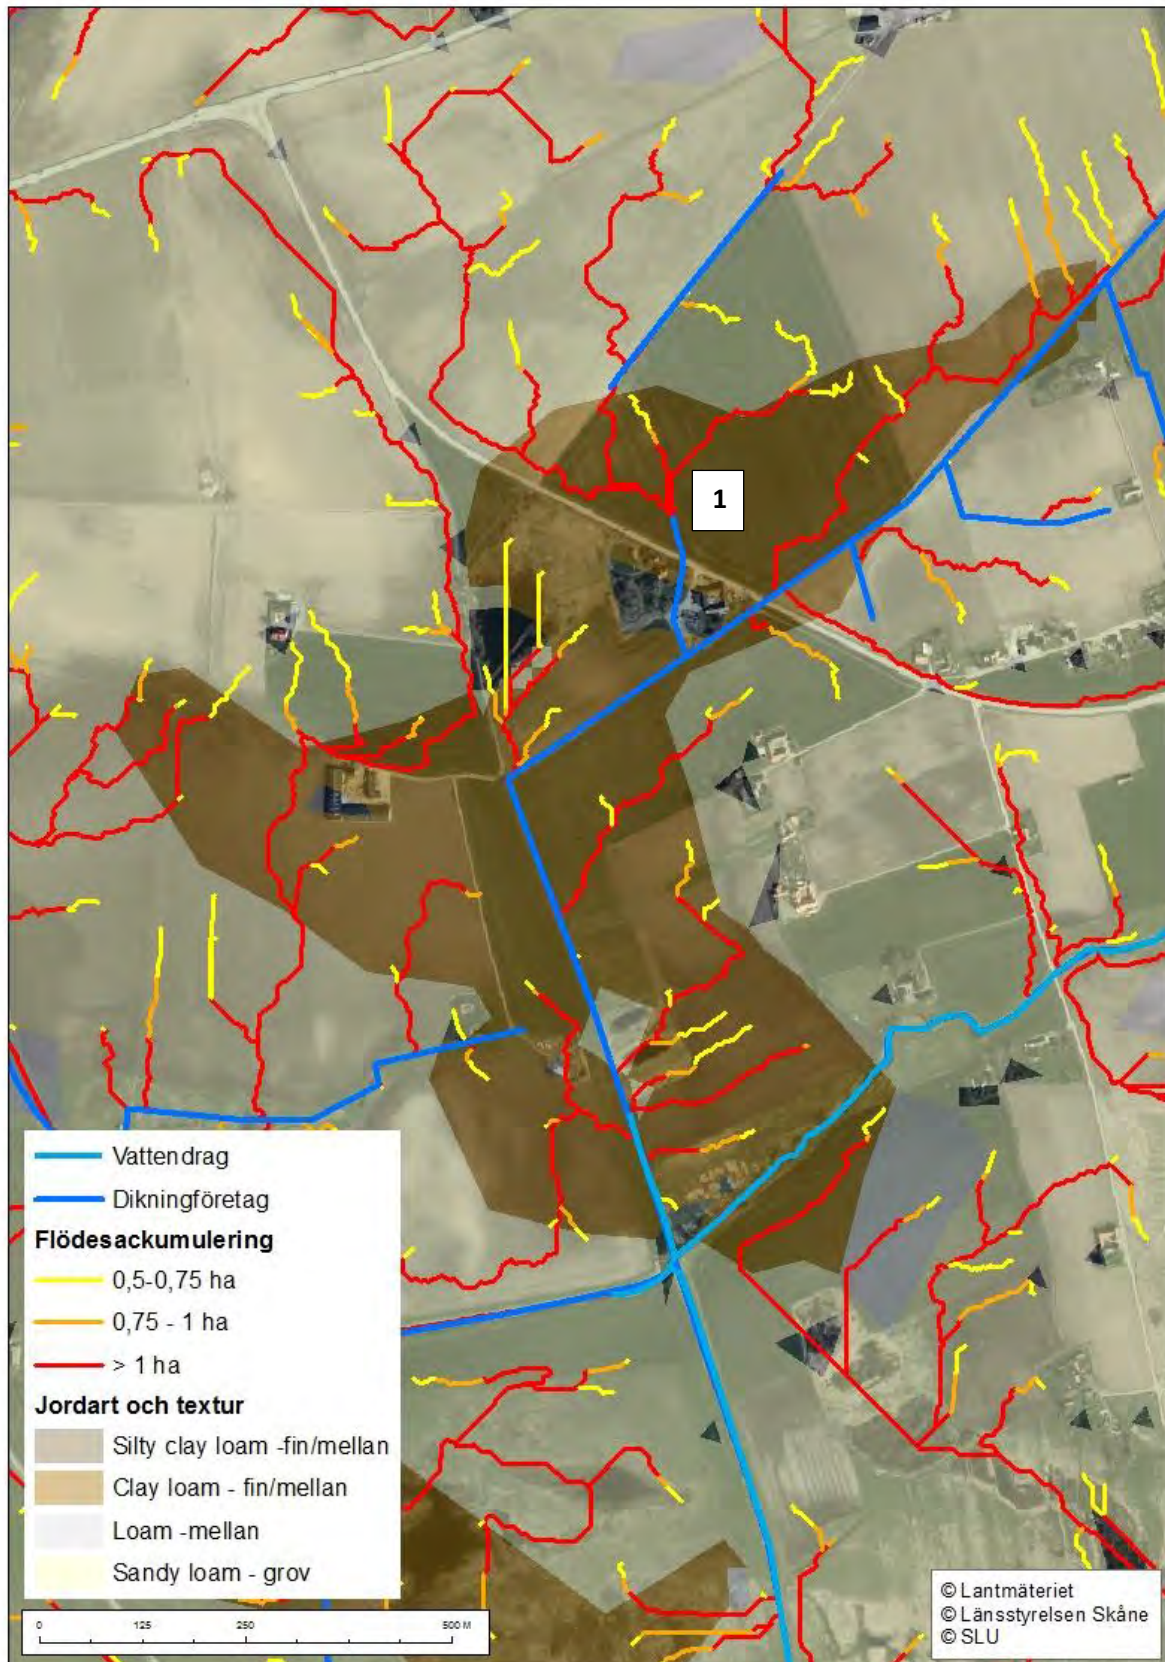 1
Vattendrag
Dikningföretag
Flödesackumulering
0,5-0,75 ha
0,75 - 1 ha
> 1 ha
Jordart och textur
Silty clay loam -fin/mellan
Clay loam - fin/mellan
Loam -mellan
Sandy loam - grov
0 125 250 500 M
© Lantmäteriet
© Länsstyrelsen Skåne
© SLU